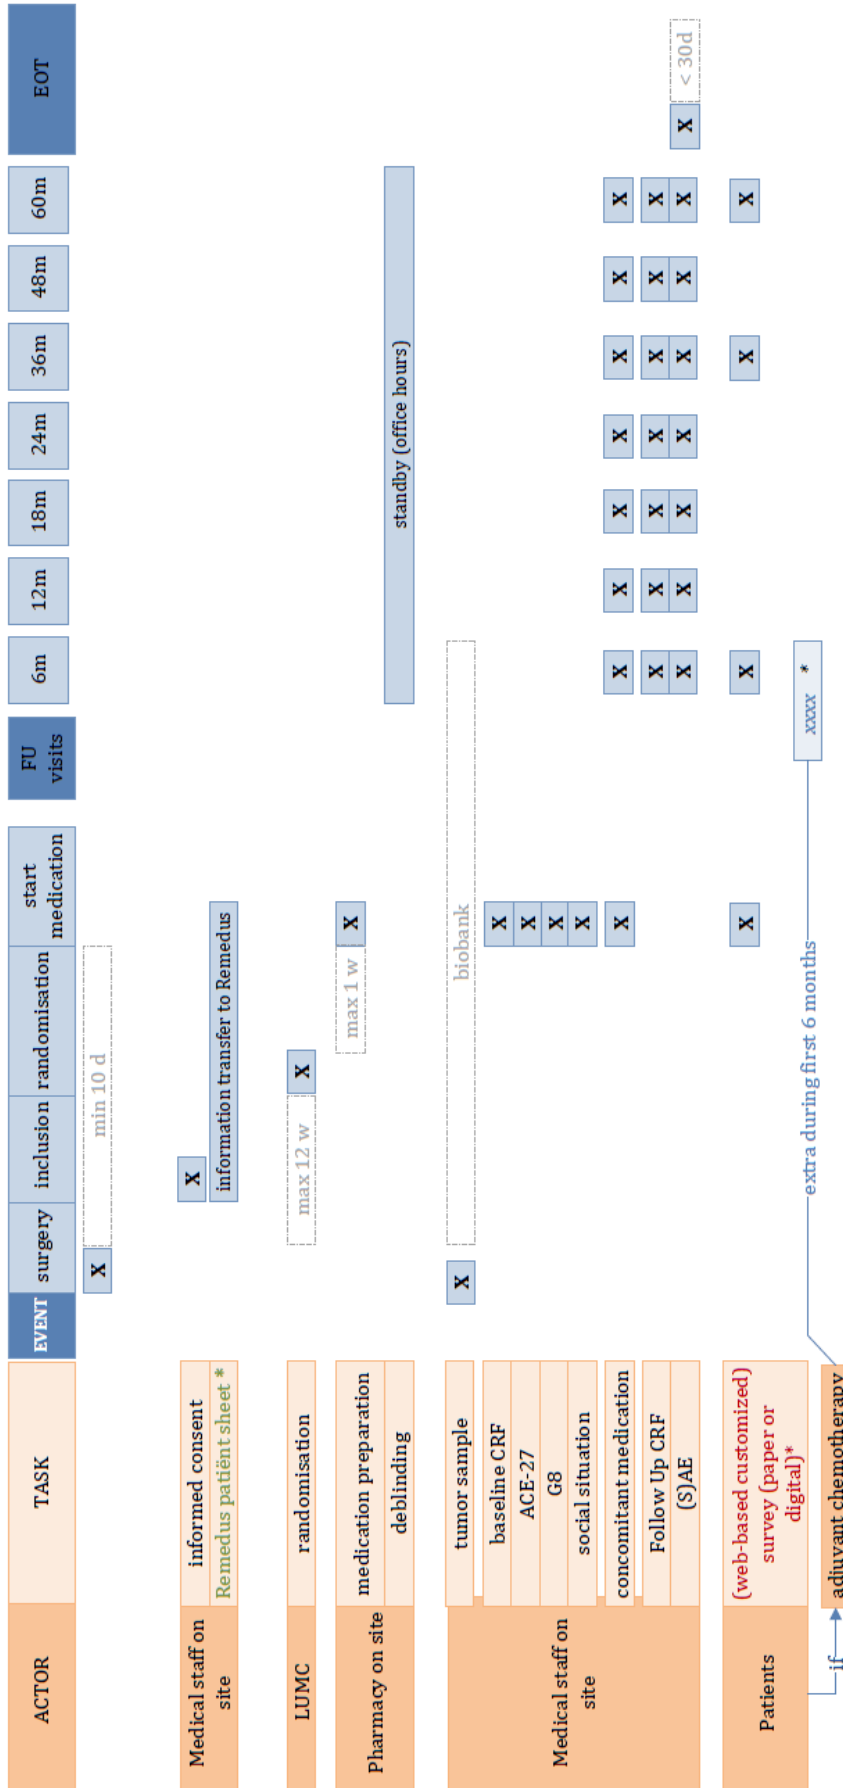 ACTOR
TASK
EVENT
surgery
inclusion
randomisation
start
medication
FU
visits
6m
12m
18m
24m
36m
48m
60m
EOT
X
min 10 d
Medical staff on
site
informed consent
X
Remedus patiënt sheet *
information transfer to Remedus
LUMC
randomisation
max 12 w
X
Pharmacy on site
medication preparation
max 1 w
X
deblinding
standby (office hours)
Medical staff on
site
tumor sample
X
biobank
baseline CRF
X
ACE-27
X
G8
X
social situation
X
concomitant medication
X
X
X
X
X
X
X
X
Follow Up CRF
X
X
X
X
X
X
X
(S)AE
X
X
X
X
X
X
X
X
< 30d
Patients
(web-based customized)
survey (paper or
digital)*
X
X
X
X
if
adjuvant chemotherapy
extra during first 6 months
xxxx *